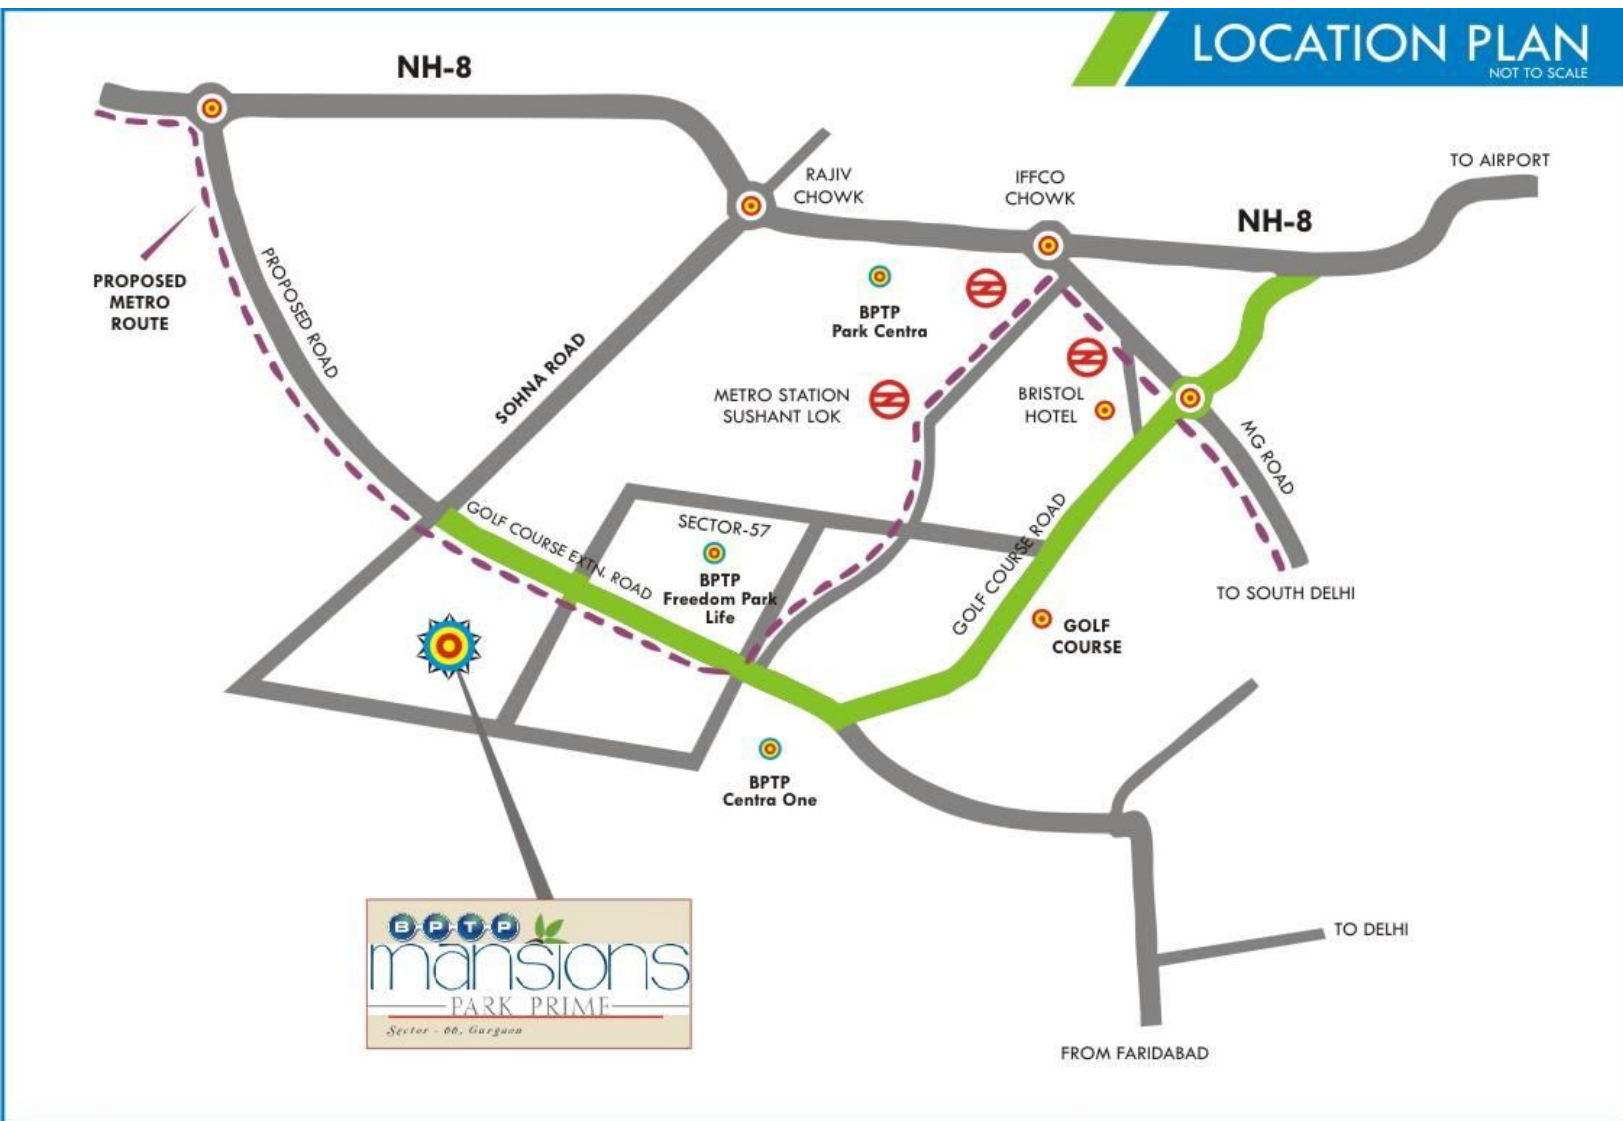 LOCATION PLAN
NOT TO SCALE
NH-8
TO AIRPORT
RAJIV
CHOWK
IFFCO
CHOWK
NH-8
PROPOSED
METRO
ROUTE
PROPOSED ROAD
SOHNA ROAD
BPTP
Park Centra
METRO STATION
SUSHANT LOK
BRISTOL
HOTEL
MG ROAD
GOLF COURSE EXTN. ROAD
SECTOR-57
BPTP
Freedom Park
Life
GOLF COURSE ROAD
TO SOUTH DELHI
GOLF
COURSE
BPTP
Centra One
BPTP
mansions
PARK PRIME
Sector - 66, Gurgaon
TO DELHI
FROM FARIDABAD